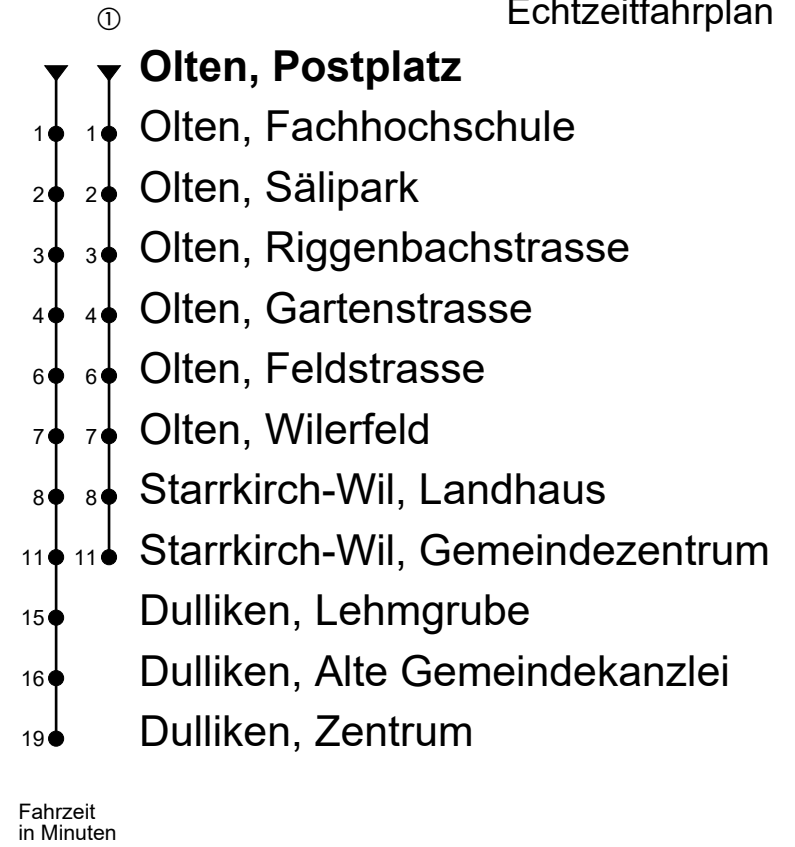 ① Echtzeitfahrplan
Olten, Postplatz
1 1 Olten, Fachhochschule
2 2 Olten, Sälipark
3 3 Olten, Riggenbachstrasse
4 4 Olten, Gartenstrasse
6 6 Olten, Feldstrasse
7 7 Olten, Wilerfeld
8 8 Starrkirch-Wil, Landhaus
11 11 Starrkirch-Wil, Gemeindezentrum
15 Dulliken, Lehmgrube
16 Dulliken, Alte Gemeindekanzlei
19 Dulliken, Zentrum
Fahrzeit
in Minuten